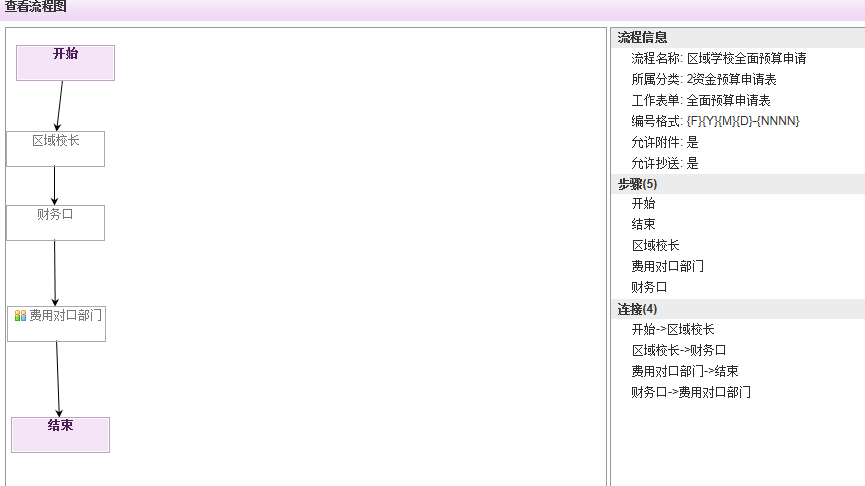 查看流程图
开始
区域校长
财务口
费用对口部门
结束
流程信息
流程名称: 区域学校全面预算申请
所属分类: 2资金预算申请表
工作表单: 全面预算申请表
编号格式: {F}{Y}{M}{D}-{NNNN}
允许附件: 是
允许抄送: 是
步骤(5)
开始
结束
区域校长
费用对口部门
财务口
连接(4)
开始->区域校长
区域校长->财务口
费用对口部门->结束
财务口->费用对口部门